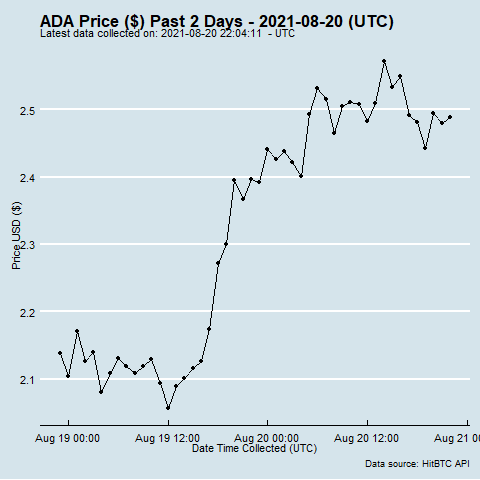 ADA Price ($) Past 2 Days - 2021-08-20 (UTC)
Latest data collected on: 2021-08-20 22:04:11  - UTC
2.5
2.4
2.3
2.2
2.1
Price USD ($)
Aug 19 00:00
Aug 19 12:00
Aug 20 00:00
Aug 20 12:00
Aug 21 00
Date Time Collected (UTC)
Data source: HitBTC API